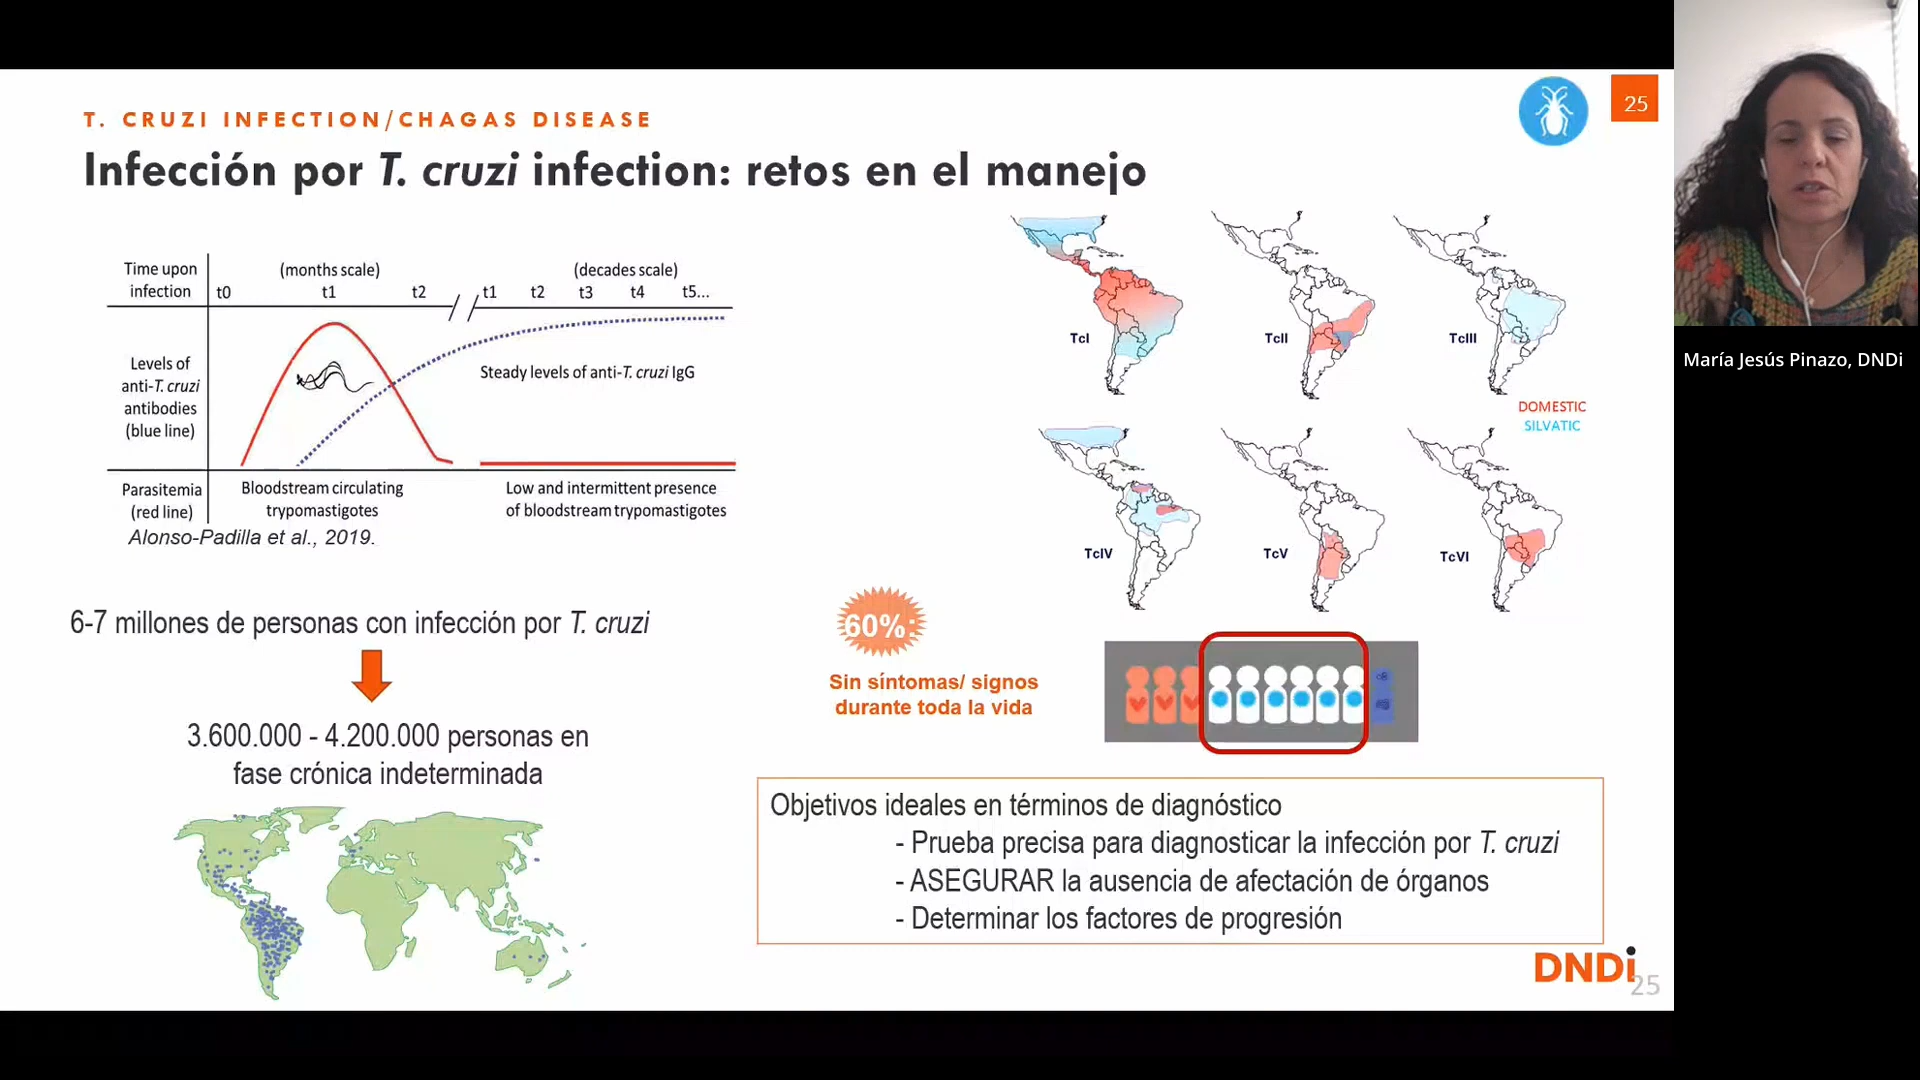 T. CRUZI INFECTION/CHAGAS DISEASE
25
Infección por T. cruzi infection: retos en el manejo
Time upon
infection
(months scale)
(decades scale)
t0 t1 t2 t1 t2 t3 t4 t5...
Levels of
anti-T. cruzi
antibodies
(blue line)
Steady levels of anti-T. cruzi IgG
Parasitemia
(red line)
Bloodstream circulating
trypomastigotes
Low and intermittent presence
of bloodstream trypomastigotes
Alonso-Padilla et al., 2019.
TcI
TcII
TcIII
DOMESTIC
SILVATIC
TcIV
TcV
TcVI
6-7 millones de personas con infección por T. cruzi
3.600.000 - 4.200.000 personas en
fase crónica indeterminada
60%:
Sin síntomas/ signos
durante toda la vida
Objetivos ideales en términos de diagnóstico
- Prueba precisa para diagnosticar la infección por T. cruzi
- ASEGURAR la ausencia de afectación de órganos
- Determinar los factores de progresión
DNDi
25
María Jesús Pinazo, DNDi